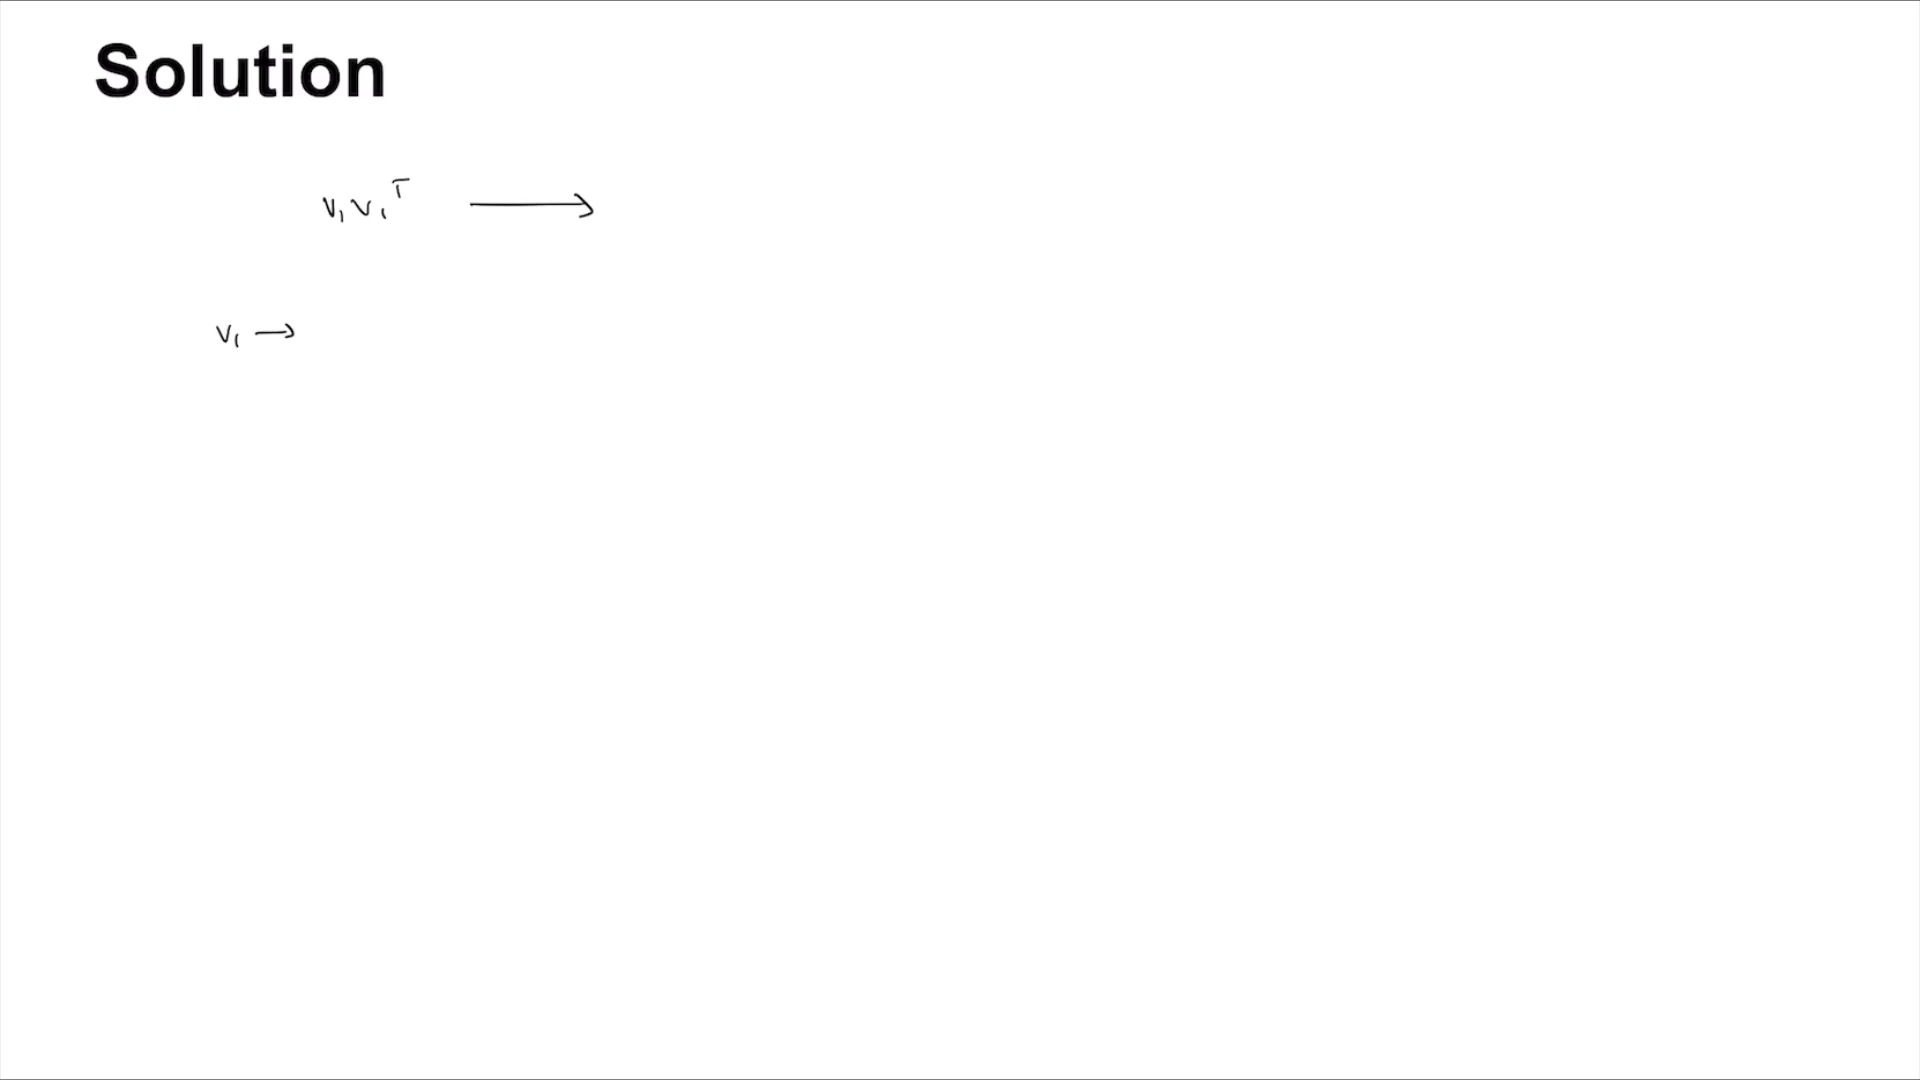 Solution
v₁v₁ᵀ →
v₁ →